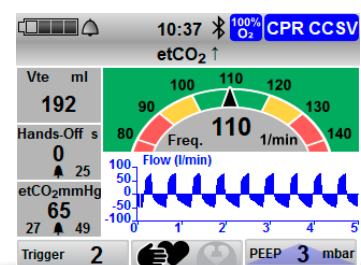 10:37 100% O₂ CPR CCSV
etCO₂ ↑
Vte ml
192
Hands-Off s
0
25
etCO₂mmHg
65
27 49
80 90 100 110 120 130 140
Freq. 110 1/min
Flow (l/min)
100
50
0
-50
-100
0 1' 2' 3' 4' 5
Trigger 2
PEEP 3 mbar